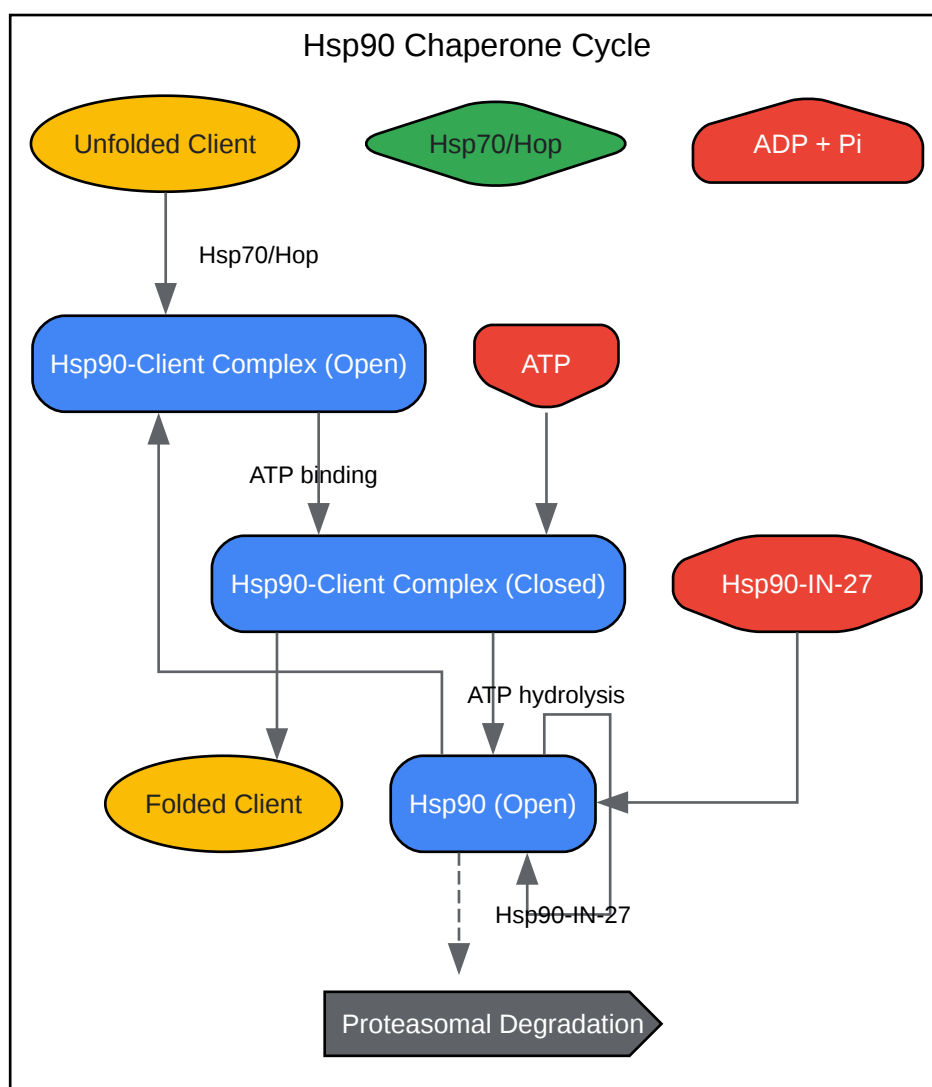 Hsp90 Chaperone Cycle
Unfolded Client
Hsp70/Hop
ADP + Pi
Hsp70/Hop
Hsp90-Client Complex (Open)
ATP
ATP binding
Hsp90-Client Complex (Closed)
Hsp90-IN-27
ATP hydrolysis
Folded Client
Hsp90 (Open)
Hsp90-IN-27
Proteasomal Degradation